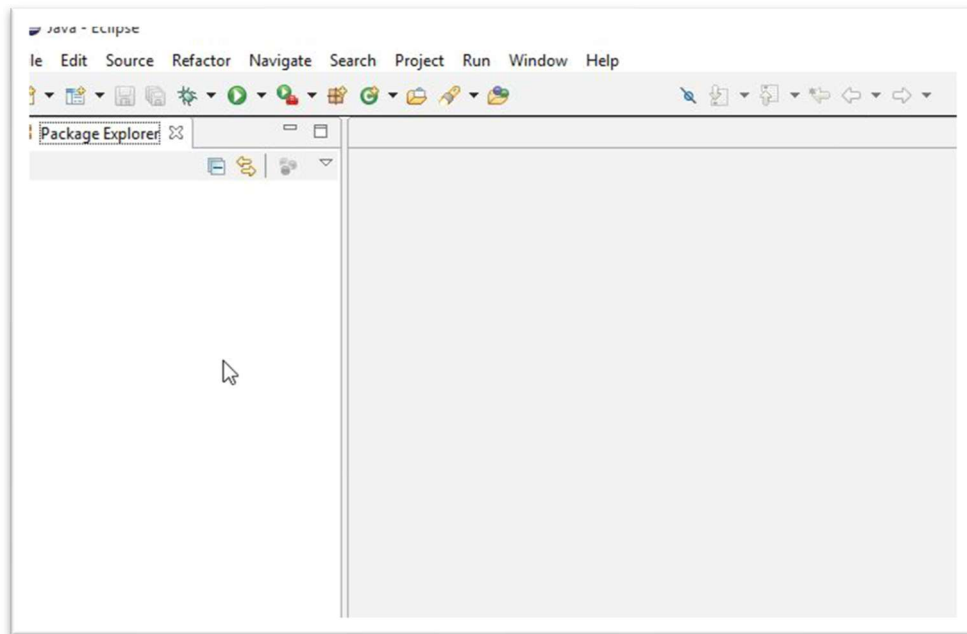 Java - Eclipse
le Edit Source Refactor Navigate Search Project Run Window Help
Package Explorer